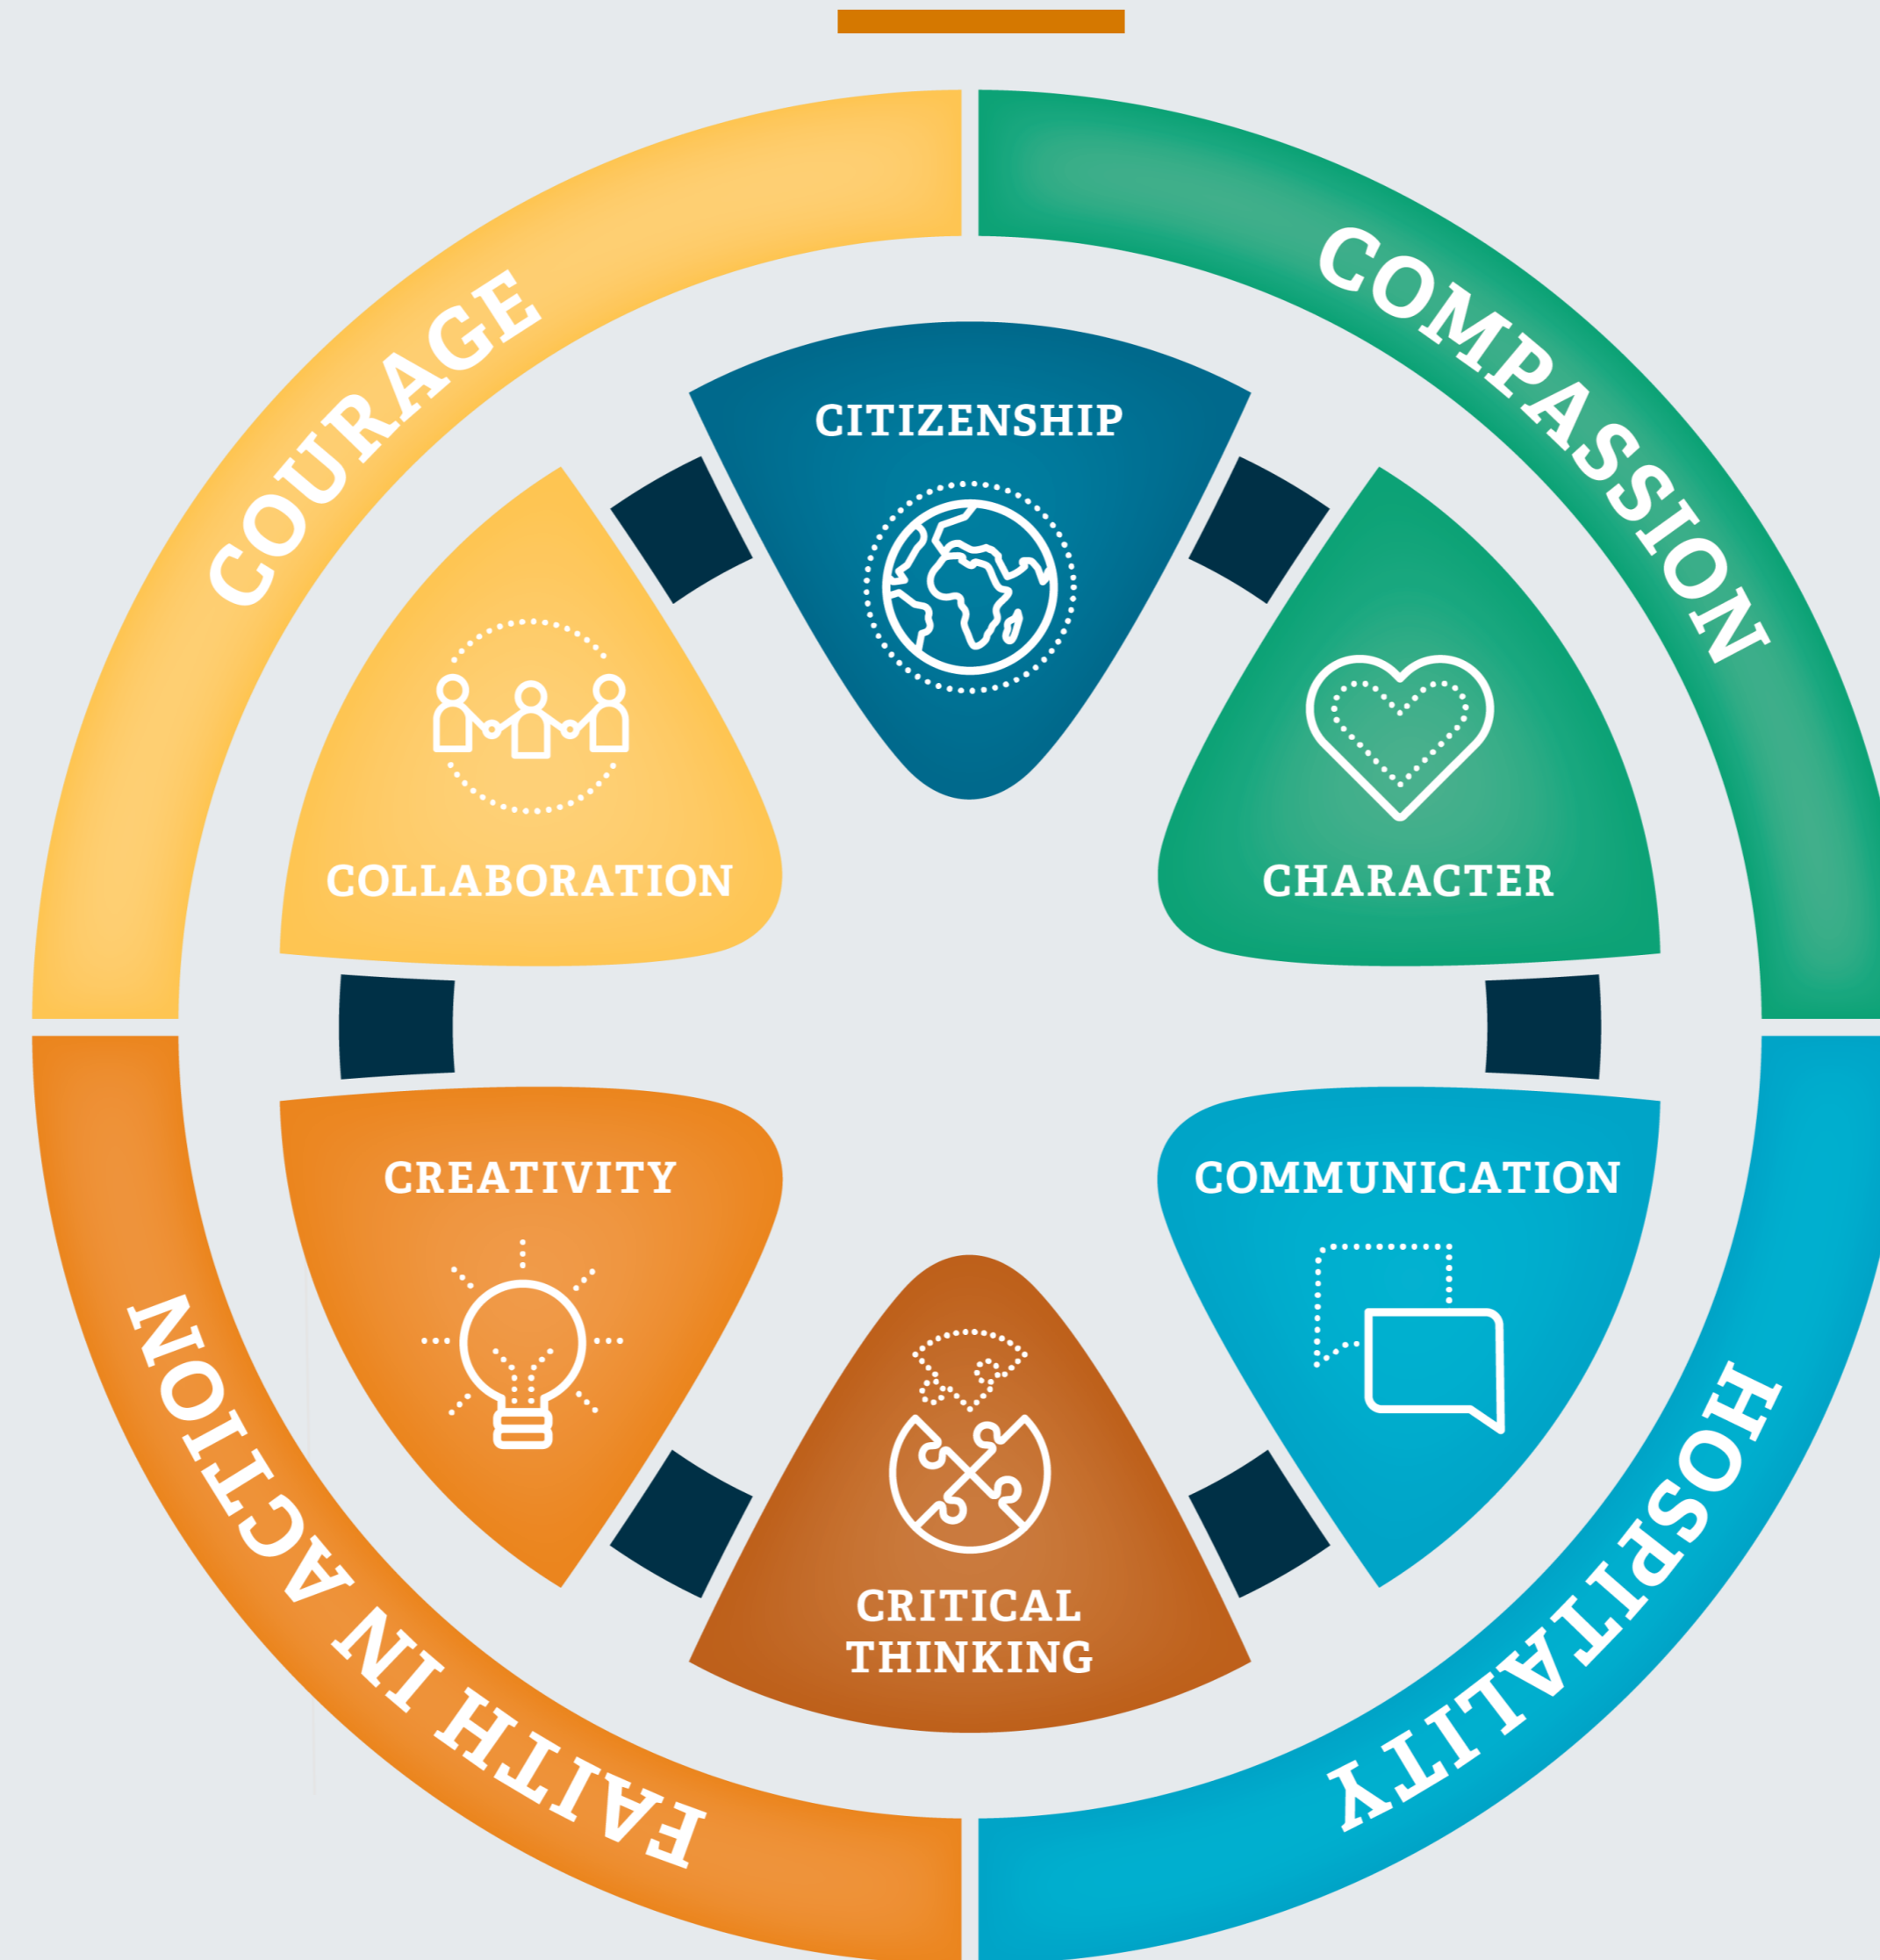 COURAGE
COMPASSION
CITIZENSHIP
COLLABORATION
CHARACTER
CREATIVITY
COMMUNICATION
CRITICAL
THINKING
FAITH IN ACTION
HOSPITALITY